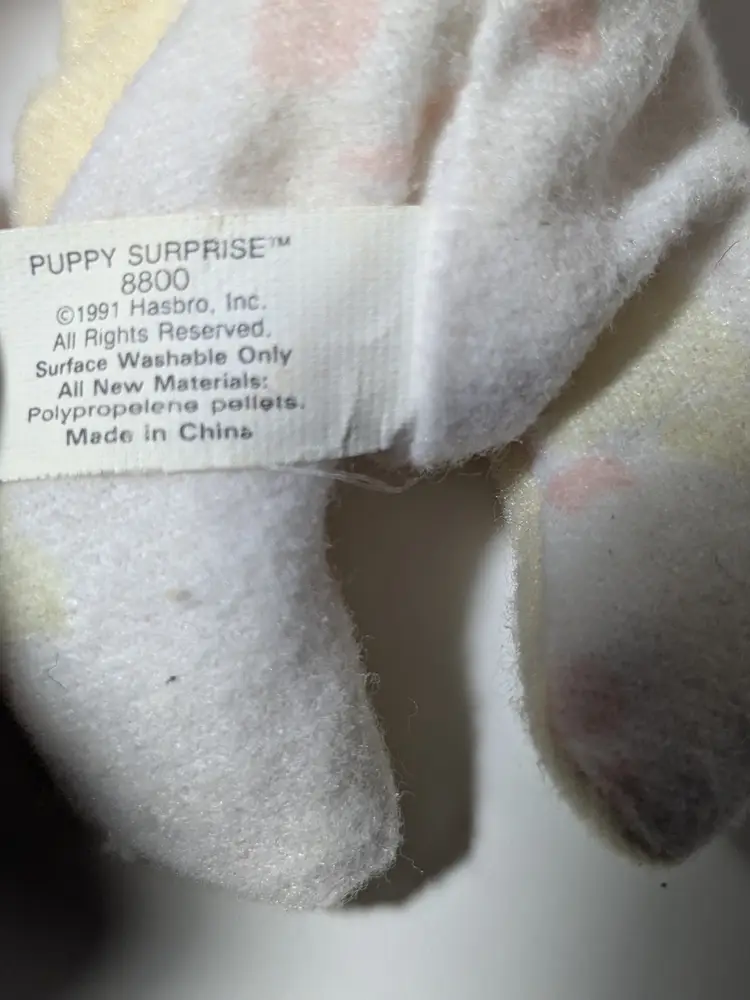 PUPPY SURPRISE™
8800
©1991 Hasbro, Inc.
All Rights Reserved.
Surface Washable Only
All New Materials:
Polypropelene pellets.
Made in China